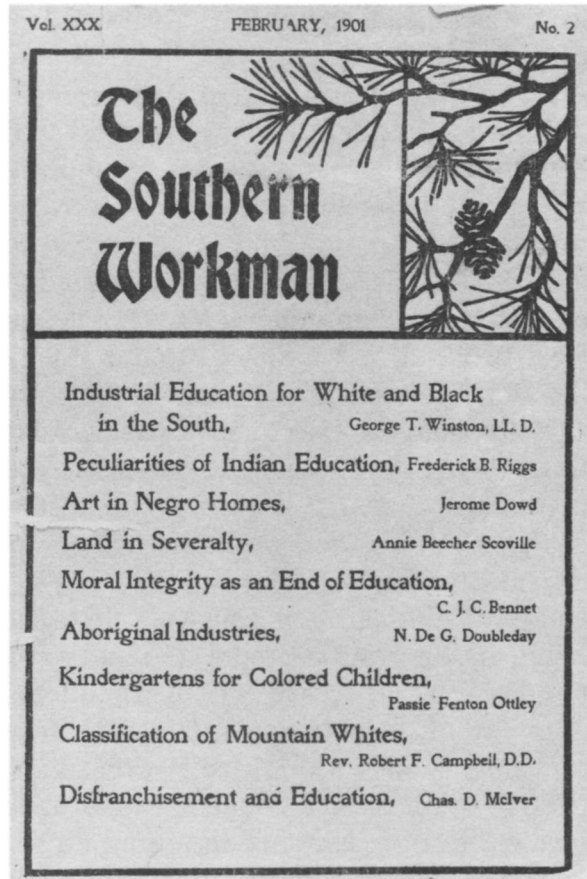 Vol. XXX. FEBRUARY, 1901 No. 2
The
Southern
Workman
Industrial Education for White and Black
in the South, George T. Winston, LL. D.
Peculiarities of Indian Education, Frederick B. Riggs
Art in Negro Homes, Jerome Dowd
Land in Severalty, Annie Beecher Scoville
Moral Integrity as an End of Education,
C. J. C. Bennet
Aboriginal Industries, N. De G. Doubleday
Kindergartens for Colored Children,
Passie Fenton Ottley
Classification of Mountain Whites,
Rev. Robert F. Campbell, D.D.
Disfranchisement and Education, Chas. D. McIver